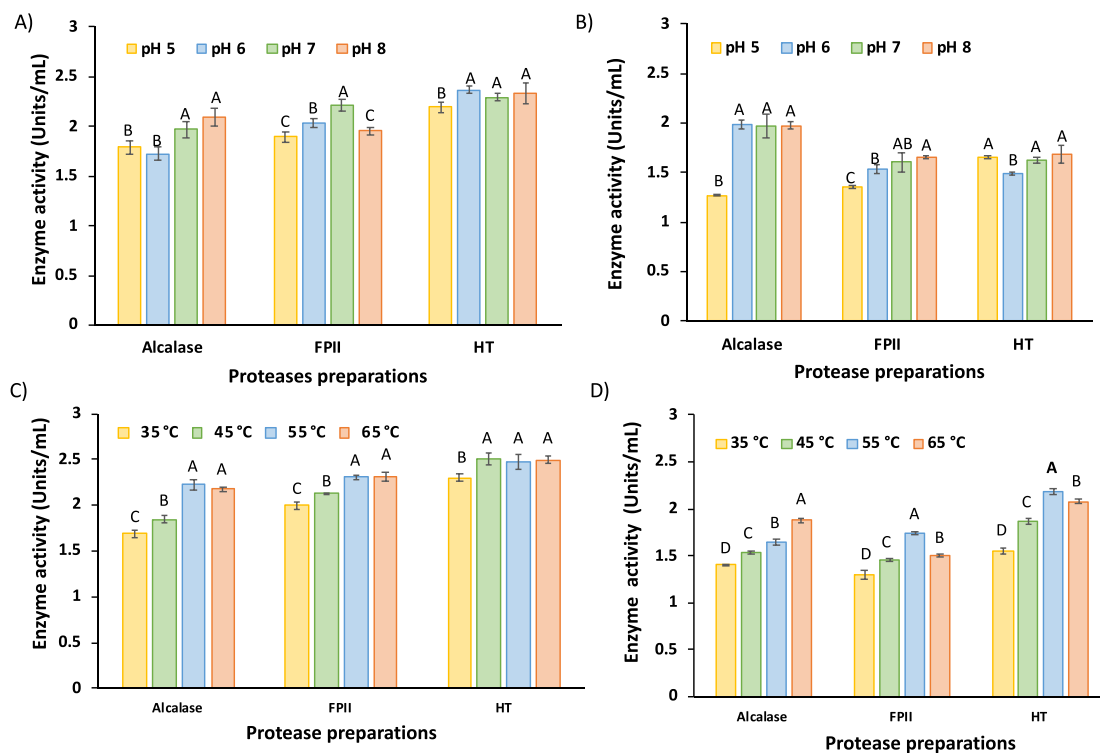 A)
3
2.5
2
1.5
1
0.5
0
Enzyme activity (Units/mL)
pH 5 pH 6 pH 7 pH 8
B B A A
C B A C
B A A A
Alcalase FPII HT
Proteases preparations
B)
3
2.5
2
1.5
1
0.5
0
Enzyme activity (Units/mL)
pH 5 pH 6 pH 7 pH 8
B A A A
C B AB A
A B A A
Alcalase FPII HT
Protease preparations
C)
3
2.5
2
1.5
1
0.5
0
Enzyme activity (Units/mL)
35 °C 45 °C 55 °C 65 °C
C B A A
C B A A
B A A A
Alcalase FPII HT
Protease preparations
D)
3
2.5
2
1.5
1
0.5
0
Enzyme activity (Units/mL)
35 °C 45 °C 55 °C 65 °C
D C B A
D C A B
D C A B
Alcalase FPII HT
Protease preparations